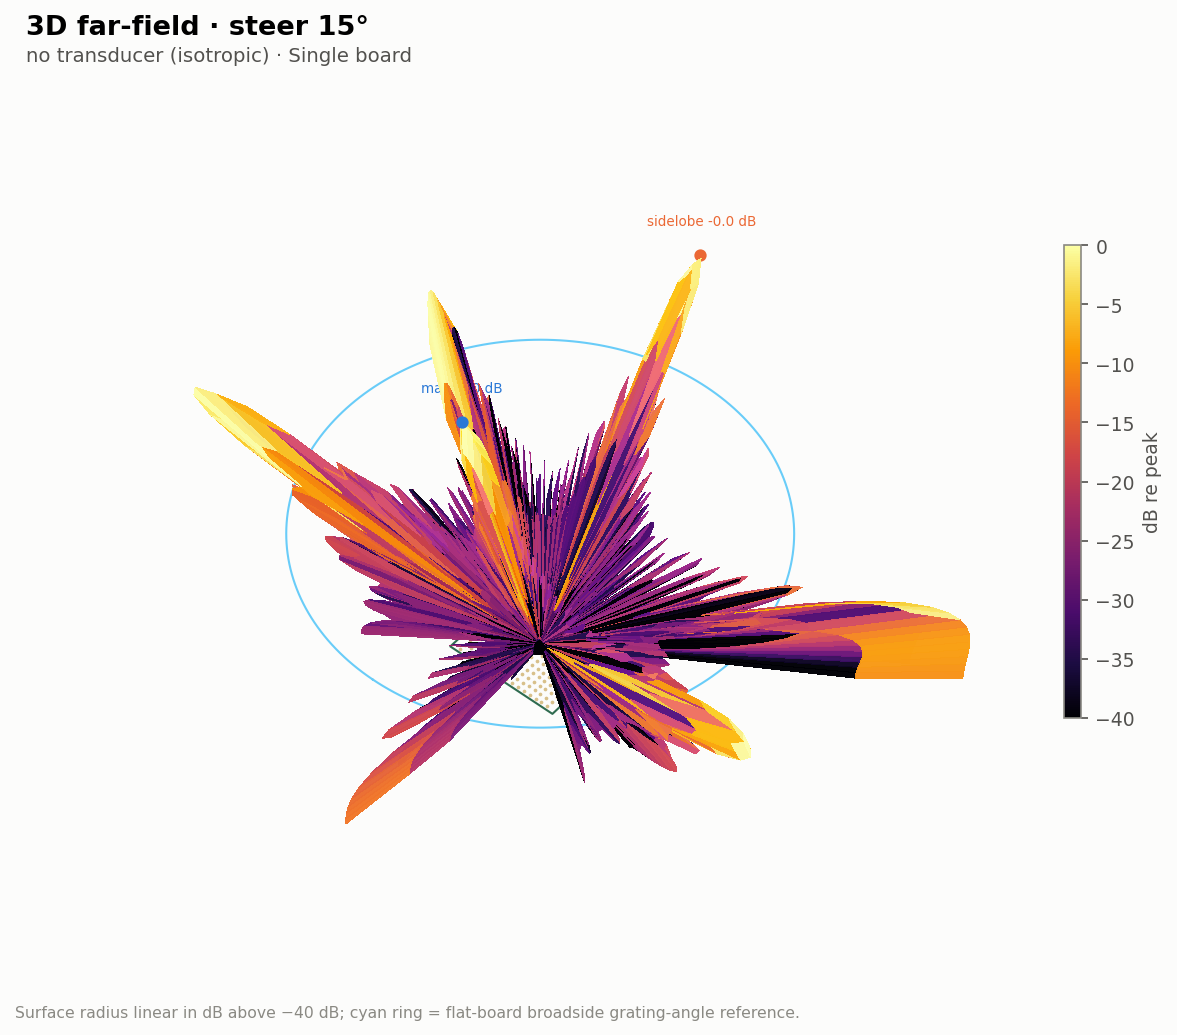 3D far-field · steer 15°
no transducer (isotropic) · Single board
sidelobe -0.0 dB
dB
0
−5
−10
−15
−20
−25
−30
−35
−40
dB re peak
Surface radius linear in dB above −40 dB; cyan ring = flat-board broadside grating-angle reference.